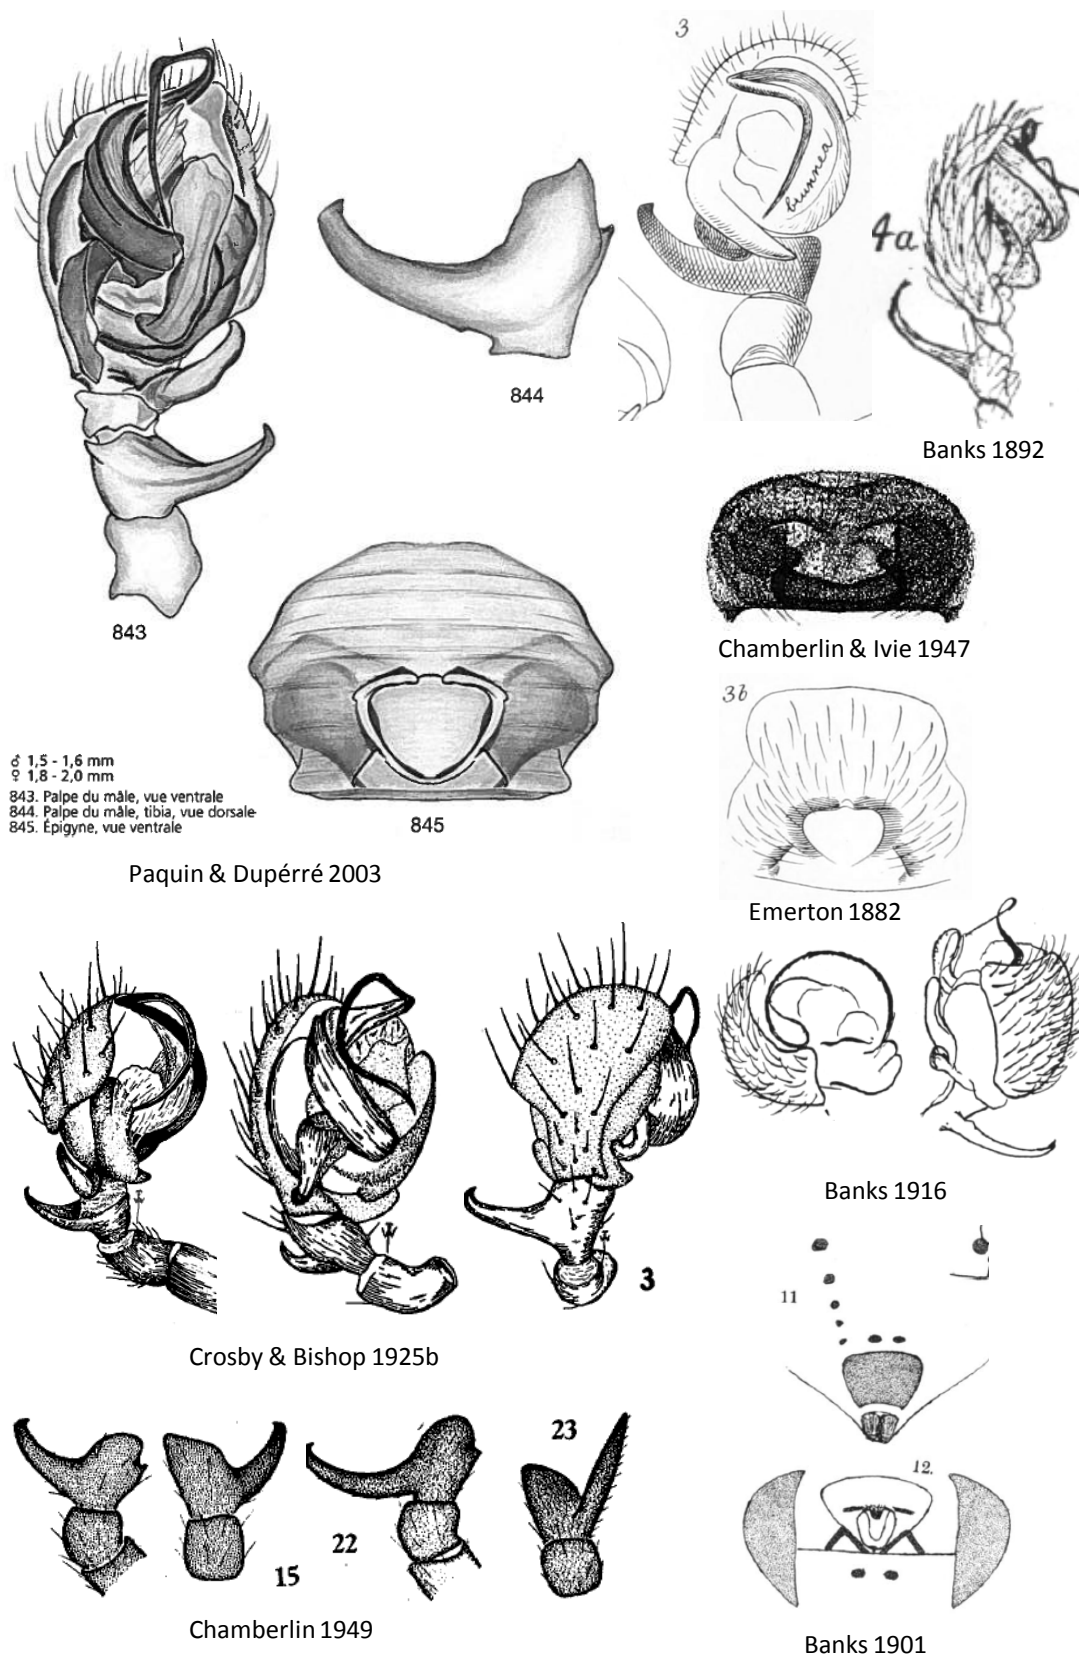 3
brunnea
4a
844
Banks 1892
843
Chamberlin & Ivie 1947
3b
♂ 1,5 - 1,6 mm
♀ 1,8 - 2,0 mm
843. Palpe du mâle, vue ventrale
844. Palpe du mâle, tibia, vue dorsale
845. Épigyne, vue ventrale
845
Paquin & Dupérré 2003
Emerton 1882
Banks 1916
3
11
Crosby & Bishop 1925b
15
22
23
12.
Chamberlin 1949
Banks 1901